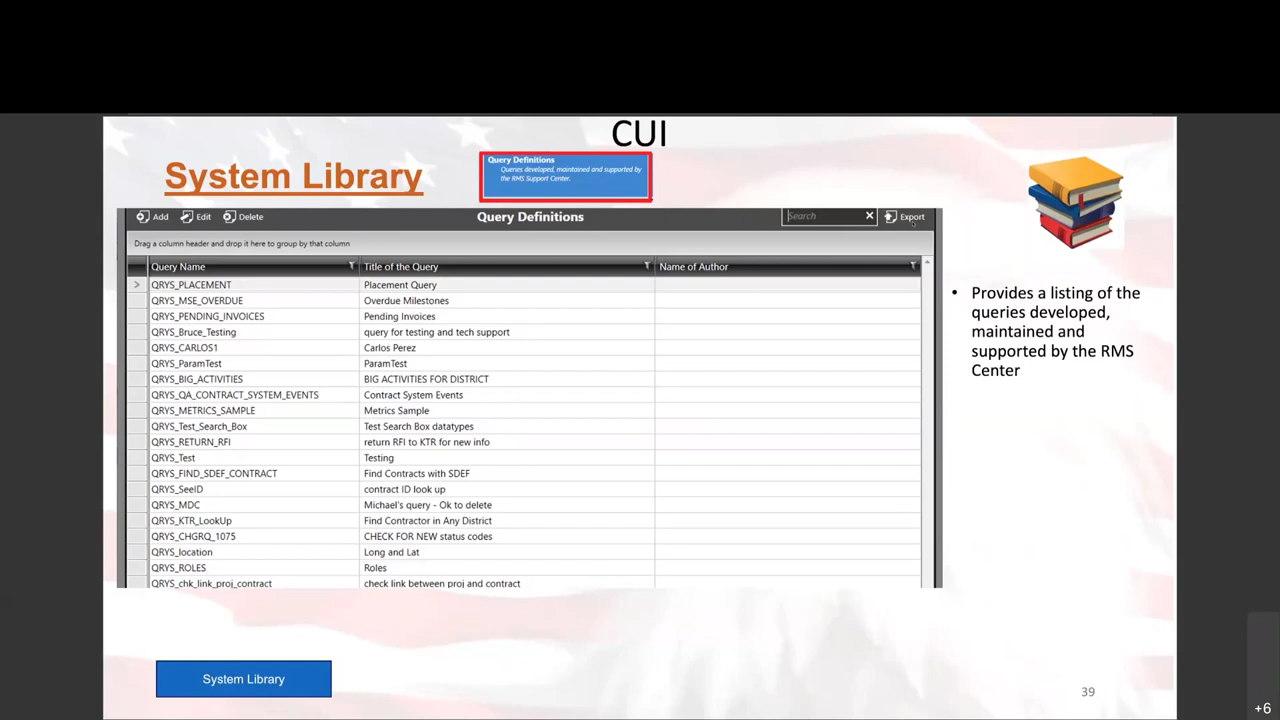 CUI
System Library
Query Definitions
Queries developed, maintained and supported by
the RMS Support Center.
Add Edit Delete Query Definitions Search Export
Drag a column header and drop it here to group by that column
Query Name Title of the Query Name of Author
QRYS_PLACEMENT Placement Query
QRYS_MSE_OVERDUE Overdue Milestones
QRYS_PENDING_INVOICES Pending Invoices
QRYS_Bruce_Testing query for testing and tech support
QRYS_CARLOS1 Carlos Perez
QRYS_ParamTest ParamTest
QRYS_BIG_ACTIVITIES BIG ACTIVITIES FOR DISTRICT
QRYS_QA_CONTRACT_SYSTEM_EVENTS Contract System Events
QRYS_METRICS_SAMPLE Metrics Sample
QRYS_Test_Search_Box Test Search Box datatypes
QRYS_RETURN_RFI return RFI to KTR for new info
QRYS_Test Testing
QRYS_FIND_SDEF_CONTRACT Find Contracts with SDEF
QRYS_SeeID contract ID look up
QRYS_MDC Michael's query - Ok to delete
QRYS_KTR_LookUp Find Contractor in Any District
QRYS_CHGRQ_1075 CHECK FOR NEW status codes
QRYS_location Long and Lat
QRYS_ROLES Roles
QRYS_chk_link_proj_contract check link between proj and contract
• Provides a listing of the
queries developed,
maintained and
supported by the RMS
Center
System Library
39
+6